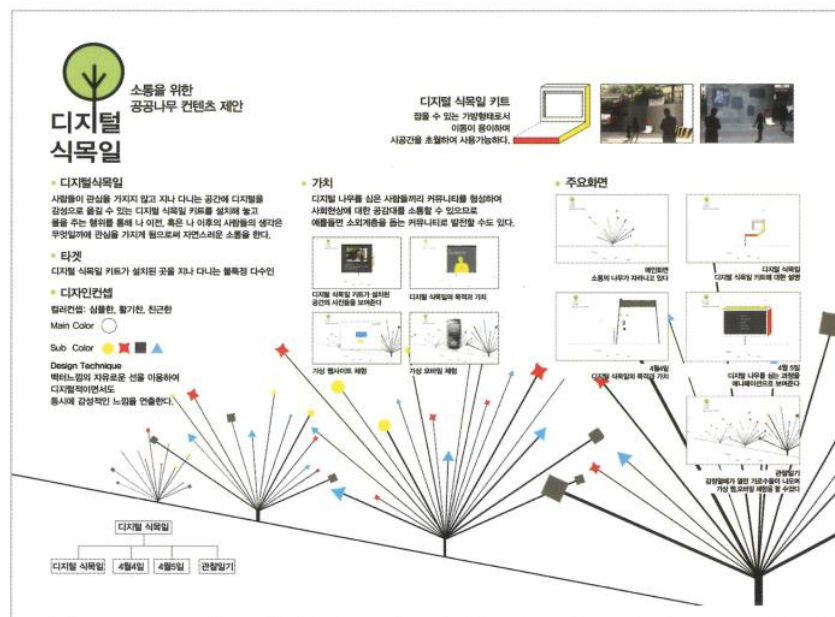 디지털
식목일
소통을 위한
공공나무 컨텐츠 제안
디지털 식목일 키트
접을 수 있는 가방형태로서
이동이 용이하며
시공간을 초월하여 사용가능하다.
디지털식목일
사람들이 관심을 가지지 않고 지나 다니는 공간에 디지털을
감성으로 옮길 수 있는 디지털 식목일 키트를 설치해 놓고
물을 주는 행위를 통해 나 이전, 혹은 나 이후의 사람들의 생각은
무엇일까에 관심을 가지게 됨으로써 자연스러운 소통을 한다.
타겟
디지털 식목일 키트가 설치된 곳을 지나 다니는 불특정 다수인
디자인컨셉
컬러컨셉: 심플한, 활기찬, 친근한
Main Color
Sub Color
Design Technique
벡터느낌의 자유로운 선을 이용하여
디지털적이면서도
동시에 감성적인 느낌을 연출한다.
가치
디지털 나무를 심은 사람들끼리 커뮤니티를 형성하여
사회현상에 대한 공감대를 소통할 수 있으므로
예를들면 소외계층을 돕는 커뮤니티로 발전할 수도 있다.
디지털 식목일 키트가 설치된
공간의 사진들을 보여준다
디지털 식목일의 목적과 가치
가상 웹사이트 체험
가상 모바일 체험
주요화면
메인화면
소통의 나무가 자라나고 있다
디지털 식목일
디지털 식목일 키트에 대한 설명
4월4일
디지털 식목일의 목적과 가치
4월 5일
디지털 나무를 심는 과정을
애니메이션으로 보여준다
관찰일기
감정열매가 열린 가로수들이 나오며
가상 웹,모바일 체험을 할 수있다
디지털 식목일
디지털 식목일
4월4일
4월5일
관찰일기